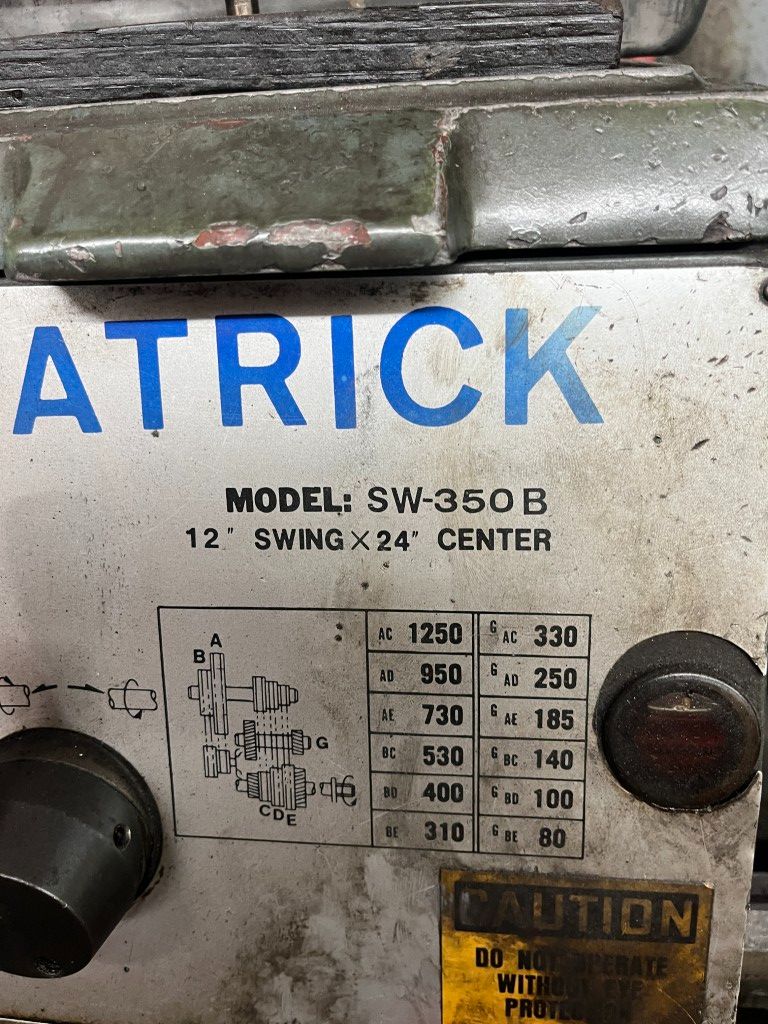 ATRICK
MODEL: SW-350B
12" SWING × 24" CENTER
A
B
G
CDE
AC 1250 G AC 330
AD 950 G AD 250
AE 730 G AE 185
BC 530 G BC 140
BD 400 G BD 100
BE 310 G BE 80
CAUTION
DO NOT OPERATE
WITHOUT EYE
PROTECTION